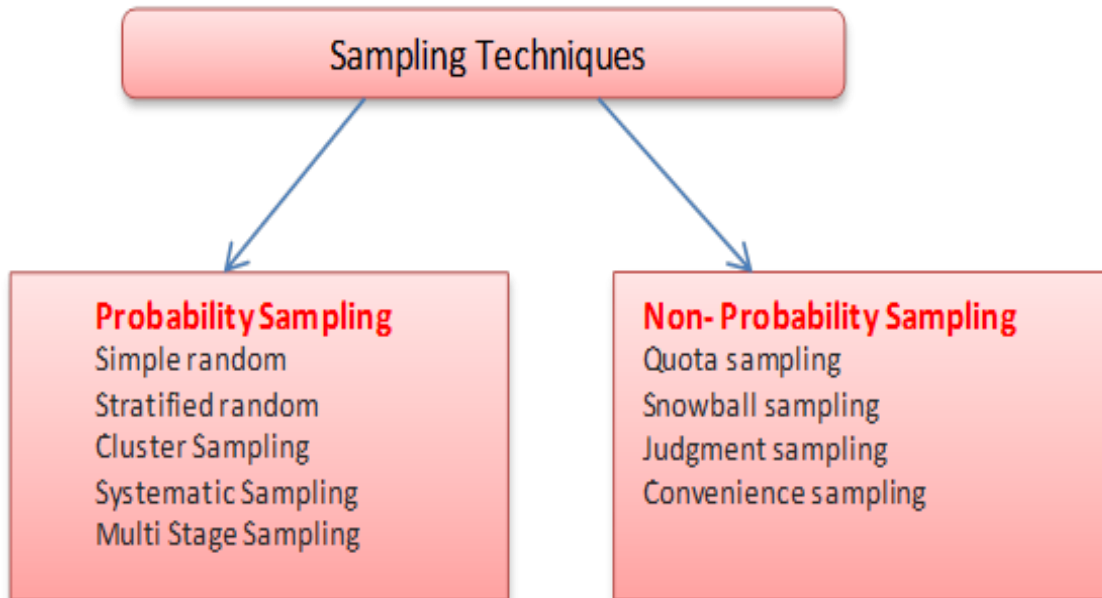 Sampling Techniques
Probability Sampling
Simple random
Stratified random
Cluster Sampling
Systematic Sampling
Multi Stage Sampling
Non- Probability Sampling
Quota sampling
Snowball sampling
Judgment sampling
Convenience sampling